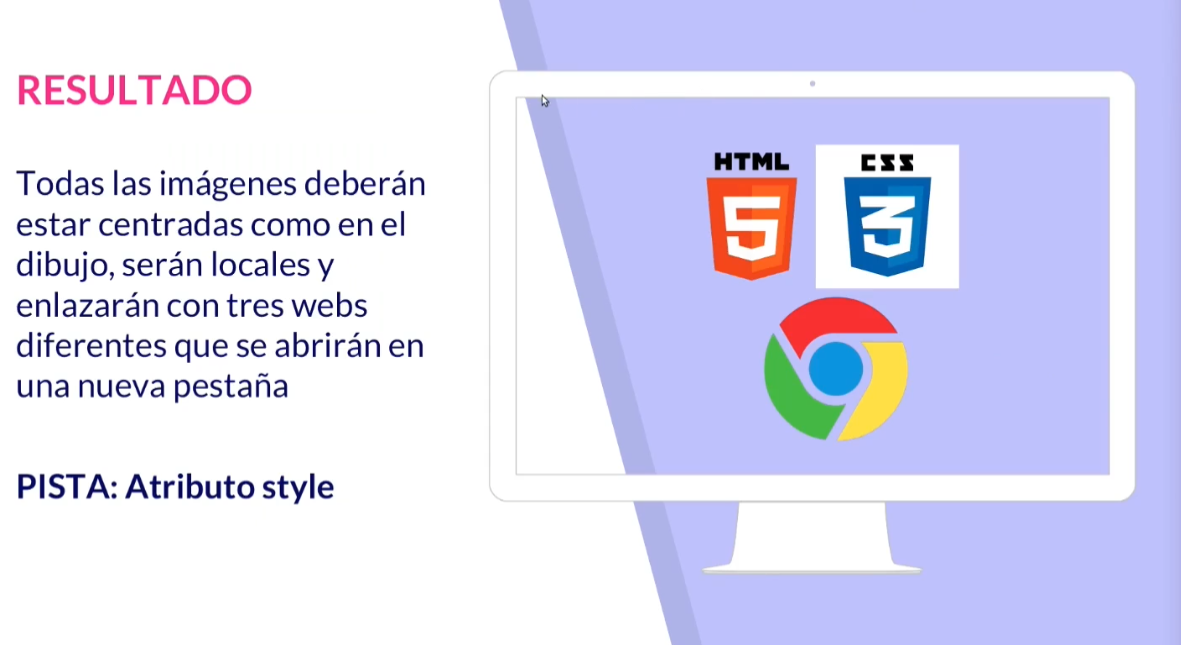 RESULTADO
Todas las imágenes deberán
estar centradas como en el
dibujo, serán locales y
enlazarán con tres webs
diferentes que se abrirán en
una nueva pestaña
PISTA: Atributo style
HTML
5
CSS
3